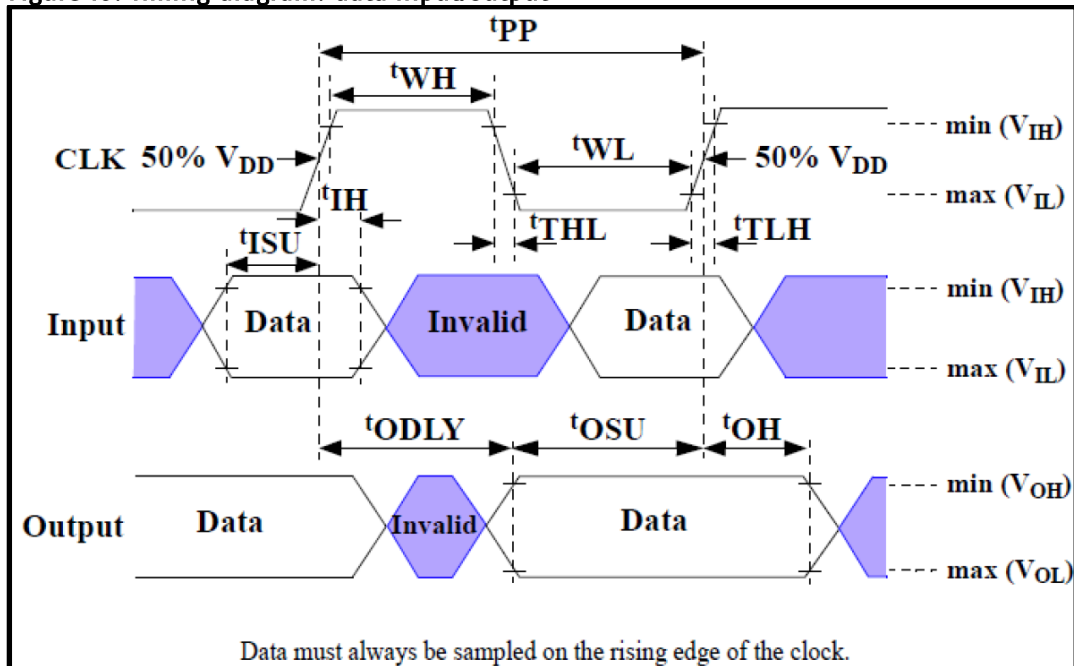 tPP
tWH
min (VIH)
CLK 50% VDD
tWL
50% VDD
tIH
max (VIL)
tISU
tTHL
tTLH
min (VIH)
Input
Data
Invalid
Data
max (VIL)
tODLY
tOSU
tOH
min (VOH)
Output
Data
Invalid
Data
max (VOL)
Data must always be sampled on the rising edge of the clock.